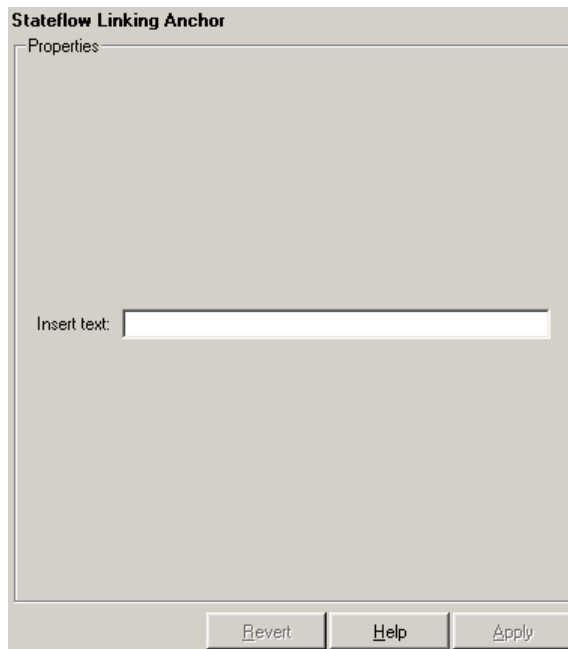 Stateflow Linking Anchor
Properties
Insert text:
Revert Help Apply